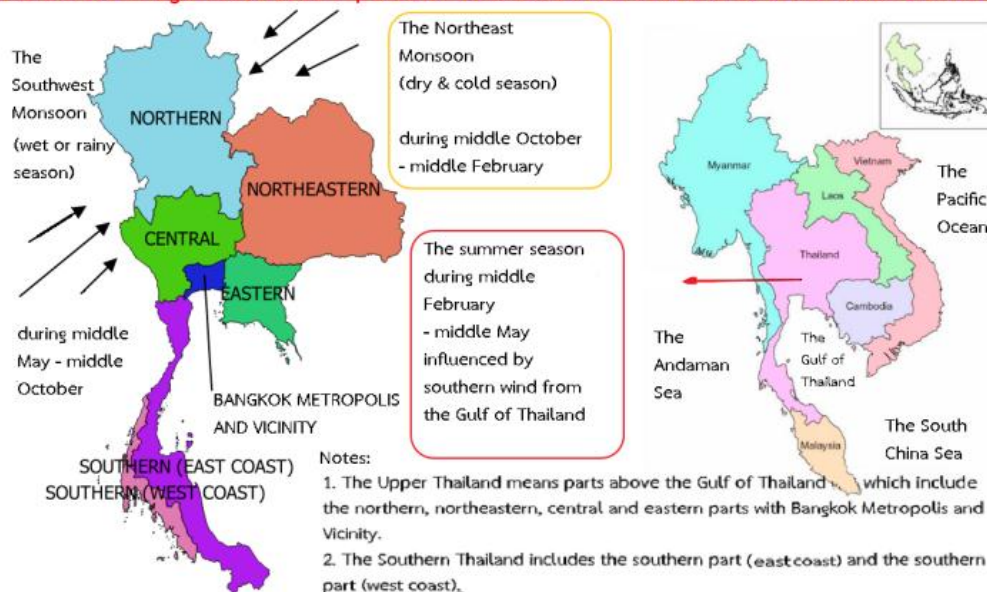 The
Southwest
Monsoon
(wet or rainy
season)
during middle
May - middle
October
NORTHERN
NORTHEASTERN
CENTRAL
EASTERN
BANGKOK METROPOLIS
AND VICINITY
SOUTHERN (EAST COAST)
SOUTHERN (WEST COAST)
The Northeast
Monsoon
(dry & cold season)
during middle October
- middle February
The summer season
during middle
February
- middle May
influenced by
southern wind from
the Gulf of Thailand
Myanmar
Laos
Vietnam
Thailand
Cambodia
Malaysia
The
Pacific
Ocean
The
Andaman
Sea
The
Gulf of
Thailand
The South
China Sea
Notes:
1. The Upper Thailand means parts above the Gulf of Thailand which include
the northern, northeastern, central and eastern parts with Bangkok Metropolis and
Vicinity.
2. The Southern Thailand includes the southern part (east coast) and the southern
part (west coast).